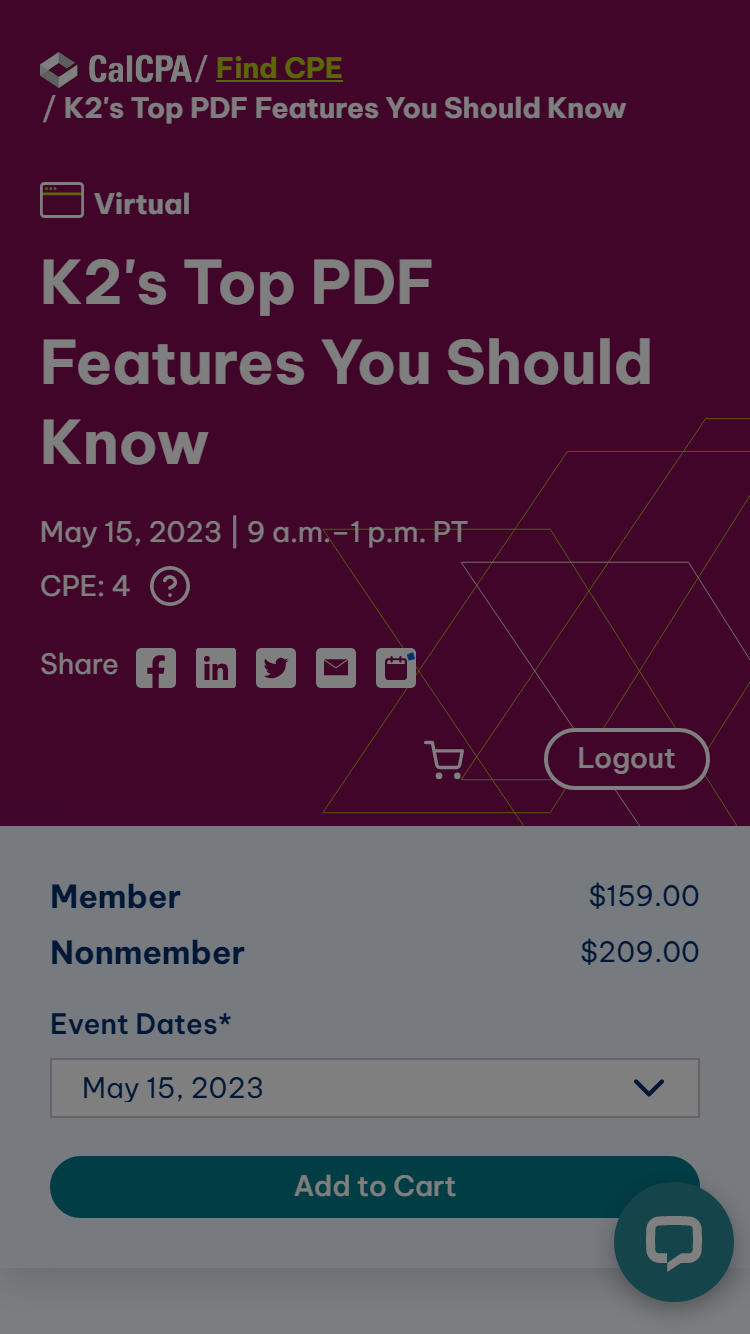 CalCPA / Find CPE
/ K2's Top PDF Features You Should Know
Virtual
K2's Top PDF
Features You Should
Know
May 15, 2023 | 9 a.m.–1 p.m. PT
CPE: 4 ?
Share
Logout
Member $159.00
Nonmember $209.00
Event Dates*
May 15, 2023
Add to Cart